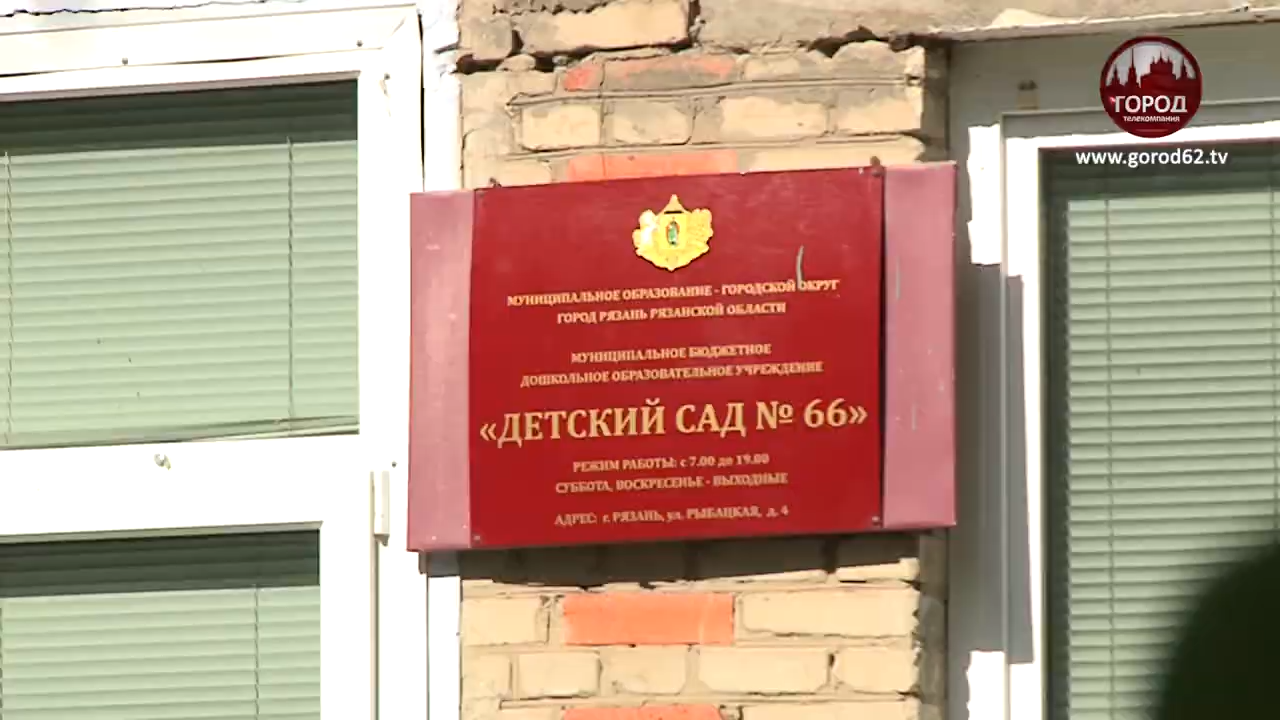 ГОРОД
телекомпания
www.gorod62.tv
МУНИЦИПАЛЬНОЕ ОБРАЗОВАНИЕ - ГОРОДСКОЙ ОКРУГ
ГОРОД РЯЗАНЬ РЯЗАНСКОЙ ОБЛАСТИ
МУНИЦИПАЛЬНОЕ БЮДЖЕТНОЕ
ДОШКОЛЬНОЕ ОБРАЗОВАТЕЛЬНОЕ УЧРЕЖДЕНИЕ
«ДЕТСКИЙ САД № 66»
РЕЖИМ РАБОТЫ: с 7.00 до 19.00
СУББОТА, ВОСКРЕСЕНЬЕ - ВЫХОДНЫЕ
АДРЕС: г. РЯЗАНЬ, ул. РЫБАЦКАЯ, д. 4